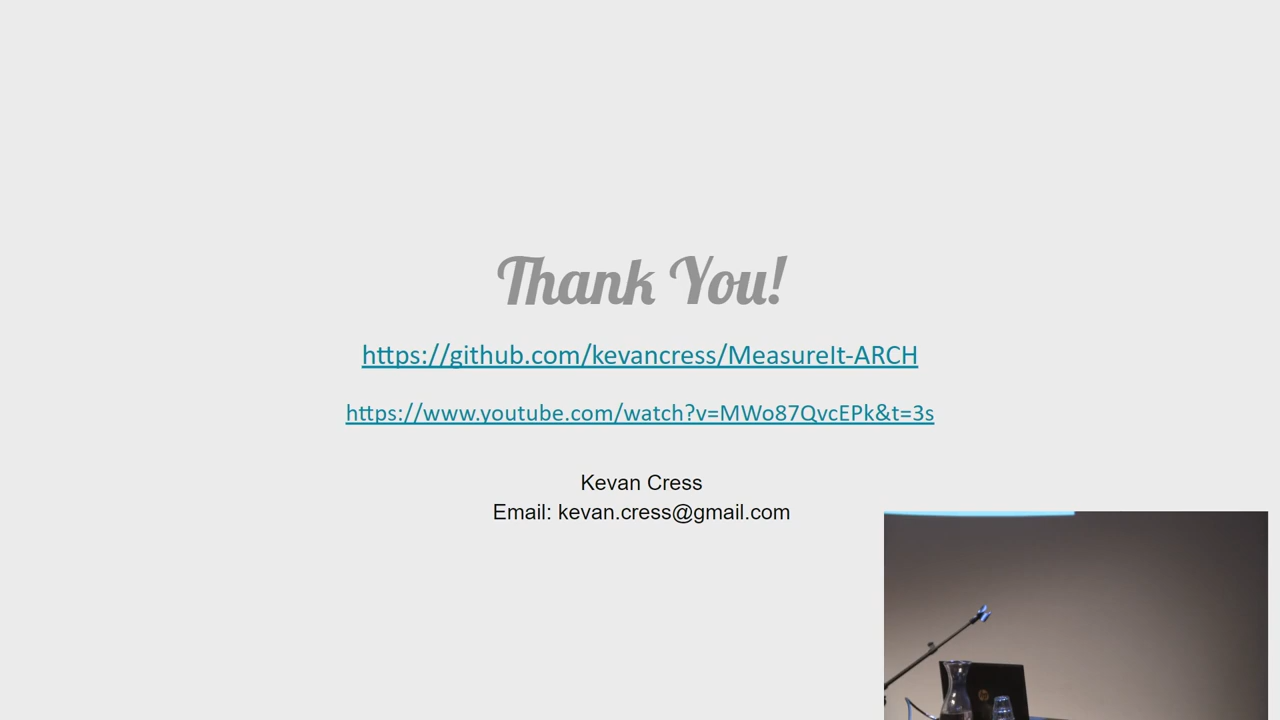 Thank You!
https://github.com/kevancress/MeasureIt-ARCH
https://www.youtube.com/watch?v=MWo87QvcEPk&t=3s
Kevan Cress
Email: kevan.cress@gmail.com